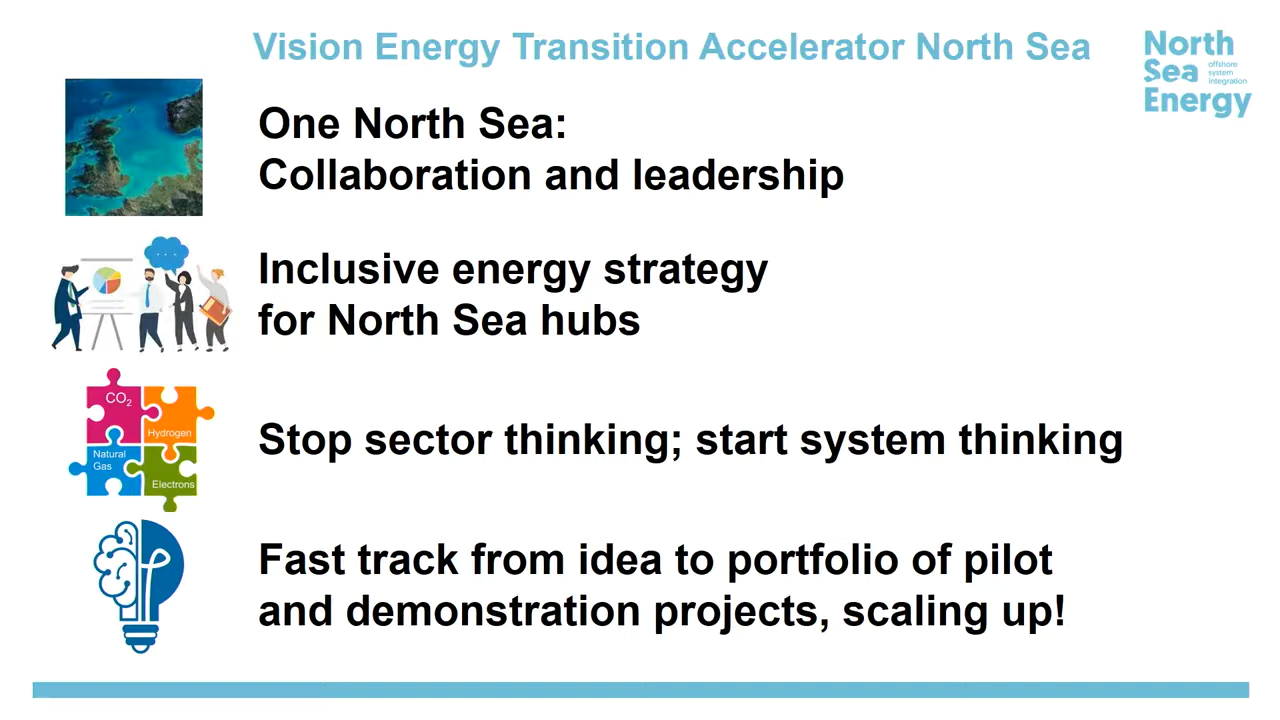 Vision Energy Transition Accelerator North Sea
North
Sea
offshore
system
integration
Energy
One North Sea:
Collaboration and leadership
Inclusive energy strategy
for North Sea hubs
CO2
Hydrogen
Natural
Gas
Electrons
Stop sector thinking; start system thinking
Fast track from idea to portfolio of pilot
and demonstration projects, scaling up!